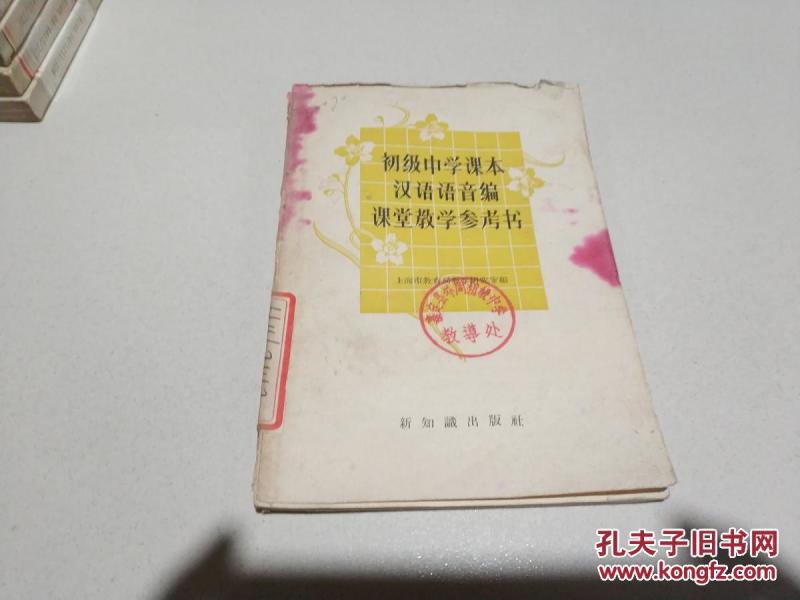 初级中学课本
汉语语音编
课堂教学参考书
上海市教育局教学研究室編
教導处
新知識出版社
孔夫子旧书网
www.kongfz.com